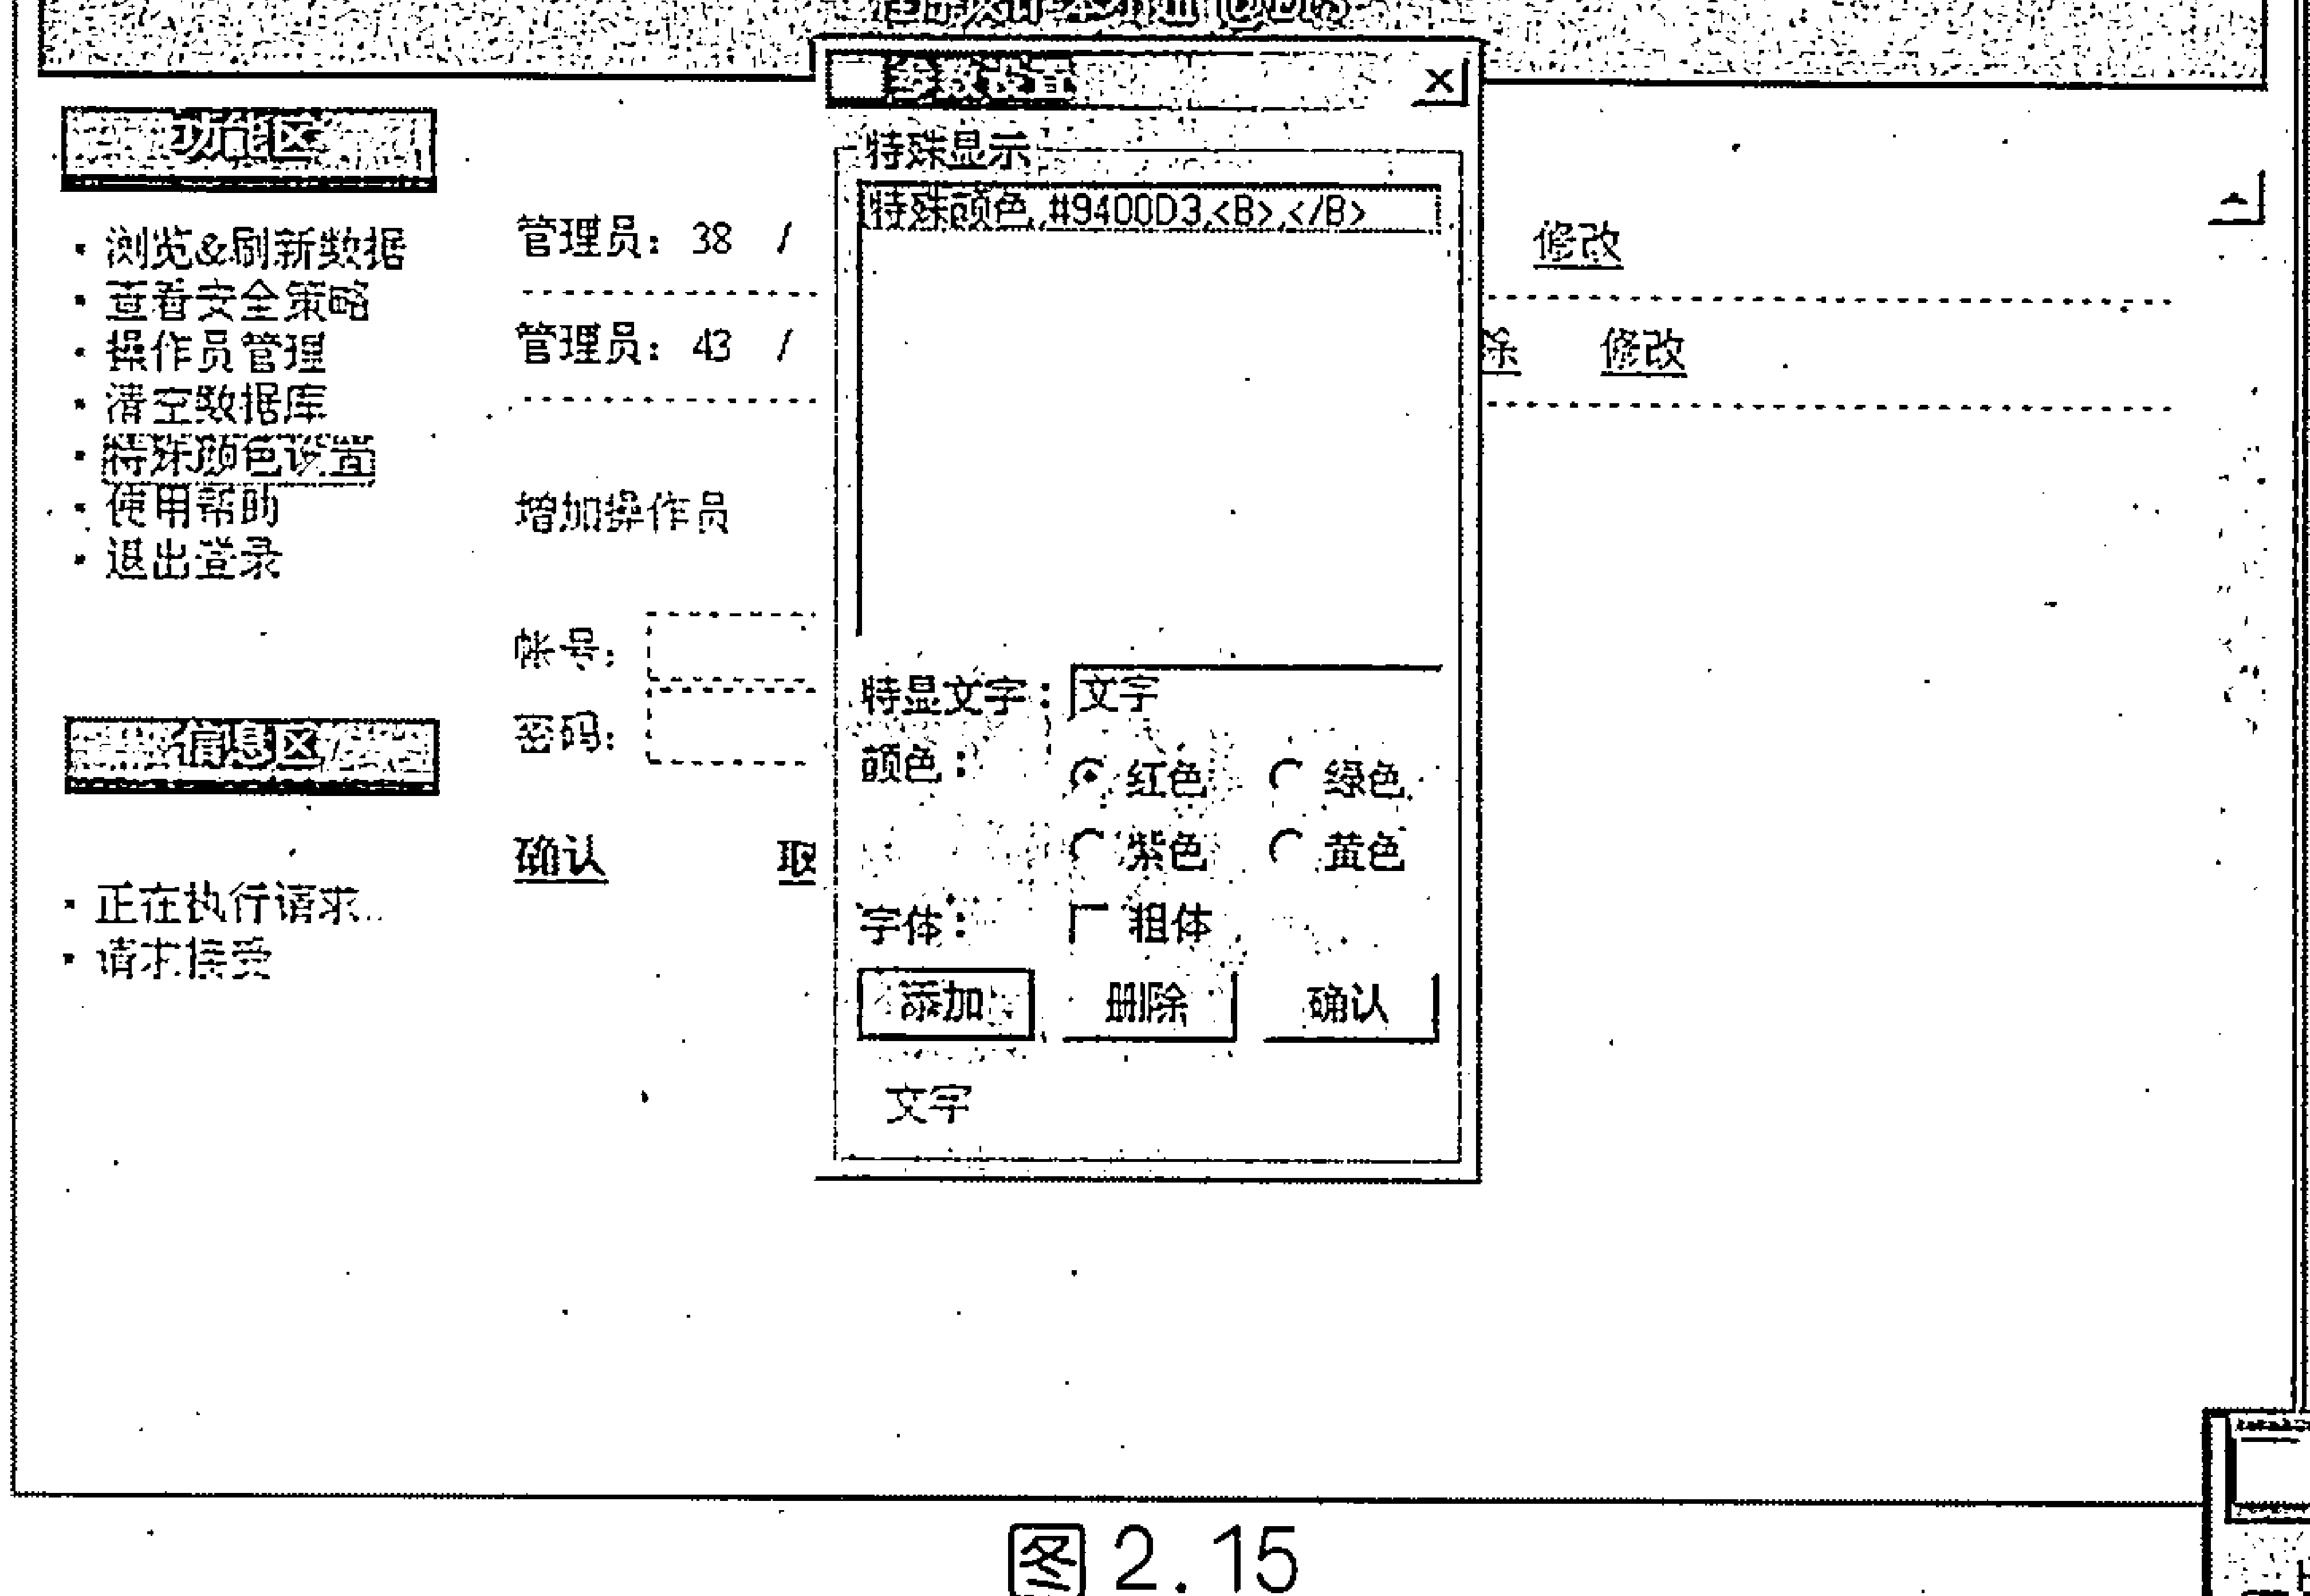 参数设置
功能区
· 浏览&刷新数据
· 查看安全策略
· 操作员管理
· 清空数据库
· 特殊颜色设置
· 使用帮助
· 退出登录
信息区
· 正在执行请求..
· 请求接受
管理员：38 /
修改
管理员：43 /
除 修改
增加操作员
帐号：
密码：
确认 取
特殊显示
特殊颜色,#9400D3,<B>,</B>
特显文字：文字
颜色： 红色 绿色
紫色 黄色
字体： 粗体
添加 删除 确认
文字
图 2.15